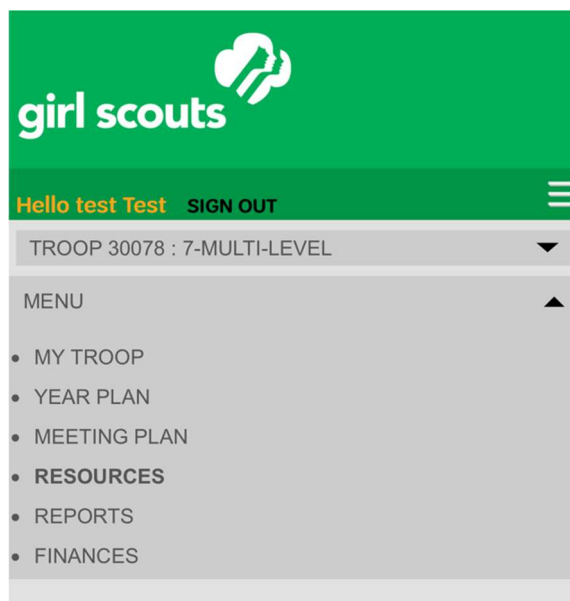 girl scouts
Hello test Test SIGN OUT
TROOP 30078 : 7-MULTI-LEVEL
MENU
MY TROOP
YEAR PLAN
MEETING PLAN
RESOURCES
REPORTS
FINANCES